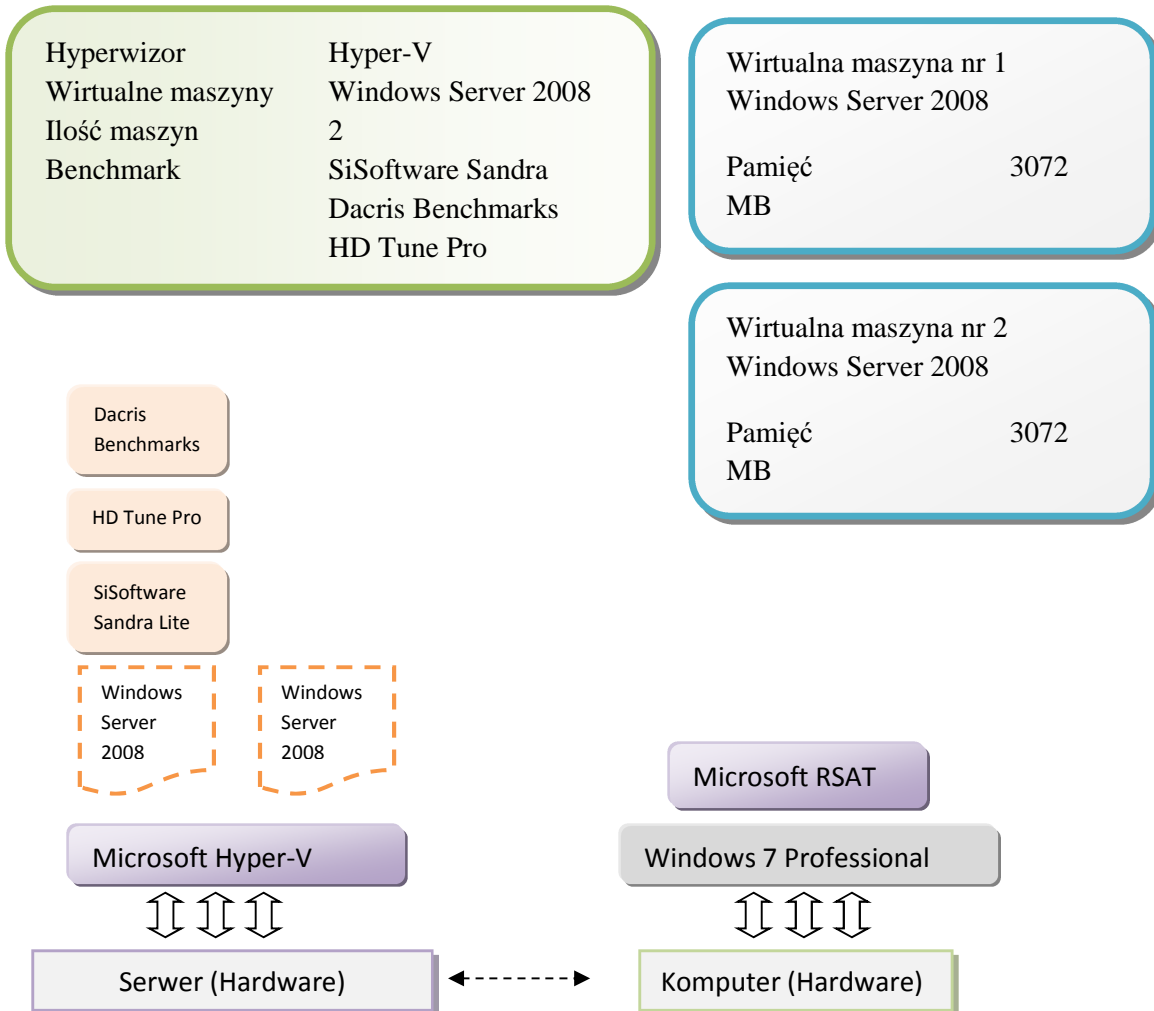 Hyperwizor Hyper-V
Wirtualne maszyny Windows Server 2008
Ilość maszyn 2
Benchmark SiSoftware Sandra
Dacris Benchmarks
HD Tune Pro
Wirtualna maszyna nr 1
Windows Server 2008
Pamięć 3072
MB
Wirtualna maszyna nr 2
Windows Server 2008
Pamięć 3072
MB
Dacris
Benchmarks
HD Tune Pro
SiSoftware
Sandra Lite
Windows
Server
2008
Windows
Server
2008
Microsoft Hyper-V
Serwer (Hardware)
Microsoft RSAT
Windows 7 Professional
Komputer (Hardware)